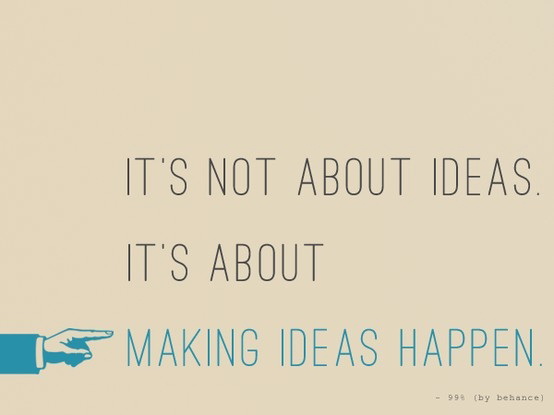 IT'S NOT ABOUT IDEAS.
IT'S ABOUT
MAKING IDEAS HAPPEN.
- 99% (by behance)